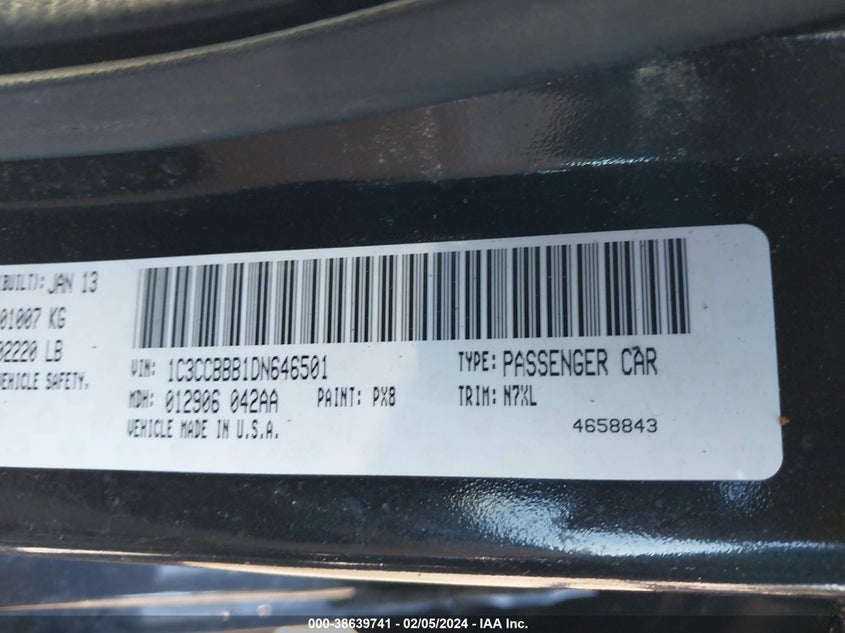 (BUILT): JAN 13
01007 KG
02220 LB
VEHICLE SAFETY,
VIN: 1C3CCBBB1DN646501 TYPE: PASSENGER CAR
MDH: 012906 042AA PAINT: PX8 TRIM: N7XL
VEHICLE MADE IN U.S.A. 4658843
000-38639741 - 02/05/2024 - IAA Inc.